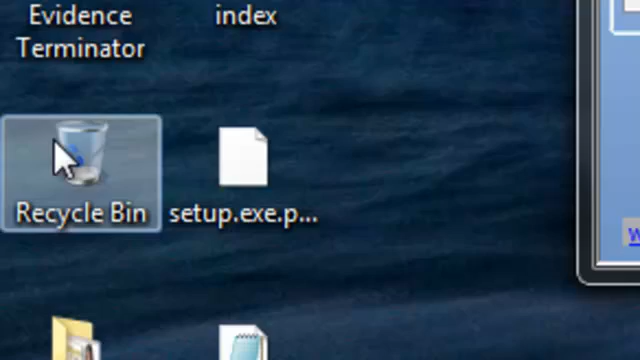 Evidence
Terminator
index
Recycle Bin
setup.exe.p...
w